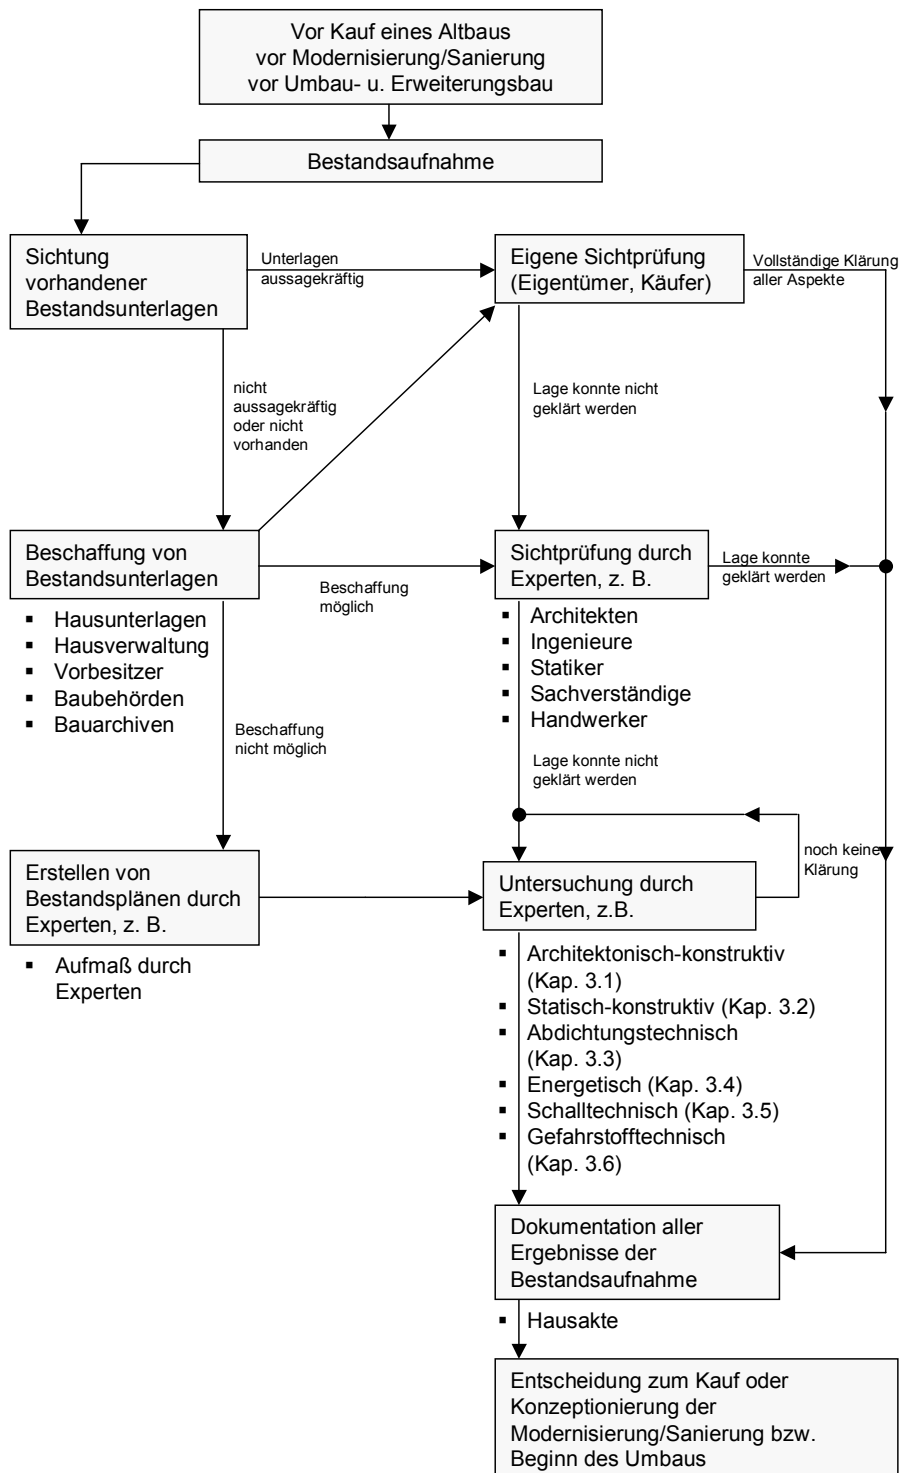 Vor Kauf eines Altbaus
vor Modernisierung/Sanierung
vor Umbau- u. Erweiterungsbau
Bestandsaufnahme
Sichtung
vorhandener
Bestandsunterlagen
Unterlagen
aussagekräftig
Eigene Sichtprüfung
(Eigentümer, Käufer)
Vollständige Klärung
aller Aspekte
nicht
aussagekräftig
oder nicht
vorhanden
Lage konnte nicht
geklärt werden
Beschaffung von
Bestandsunterlagen
▪ Hausunterlagen
▪ Hausverwaltung
▪ Vorbesitzer
▪ Baubehörden
▪ Bauarchiven
Beschaffung
möglich
Sichtprüfung durch
Experten, z. B.
▪ Architekten
▪ Ingenieure
▪ Statiker
▪ Sachverständige
▪ Handwerker
Lage konnte
geklärt werden
Beschaffung
nicht möglich
Lage konnte nicht
geklärt werden
Erstellen von
Bestandsplänen durch
Experten, z. B.
▪ Aufmaß durch
Experten
Untersuchung durch
Experten, z.B.
noch keine
Klärung
▪ Architektonisch-konstruktiv
(Kap. 3.1)
▪ Statisch-konstruktiv (Kap. 3.2)
▪ Abdichtungstechnisch
(Kap. 3.3)
▪ Energetisch (Kap. 3.4)
▪ Schalltechnisch (Kap. 3.5)
▪ Gefahrstofftechnisch
(Kap. 3.6)
Dokumentation aller
Ergebnisse der
Bestandsaufnahme
▪ Hausakte
Entscheidung zum Kauf oder
Konzeptionierung der
Modernisierung/Sanierung bzw.
Beginn des Umbaus